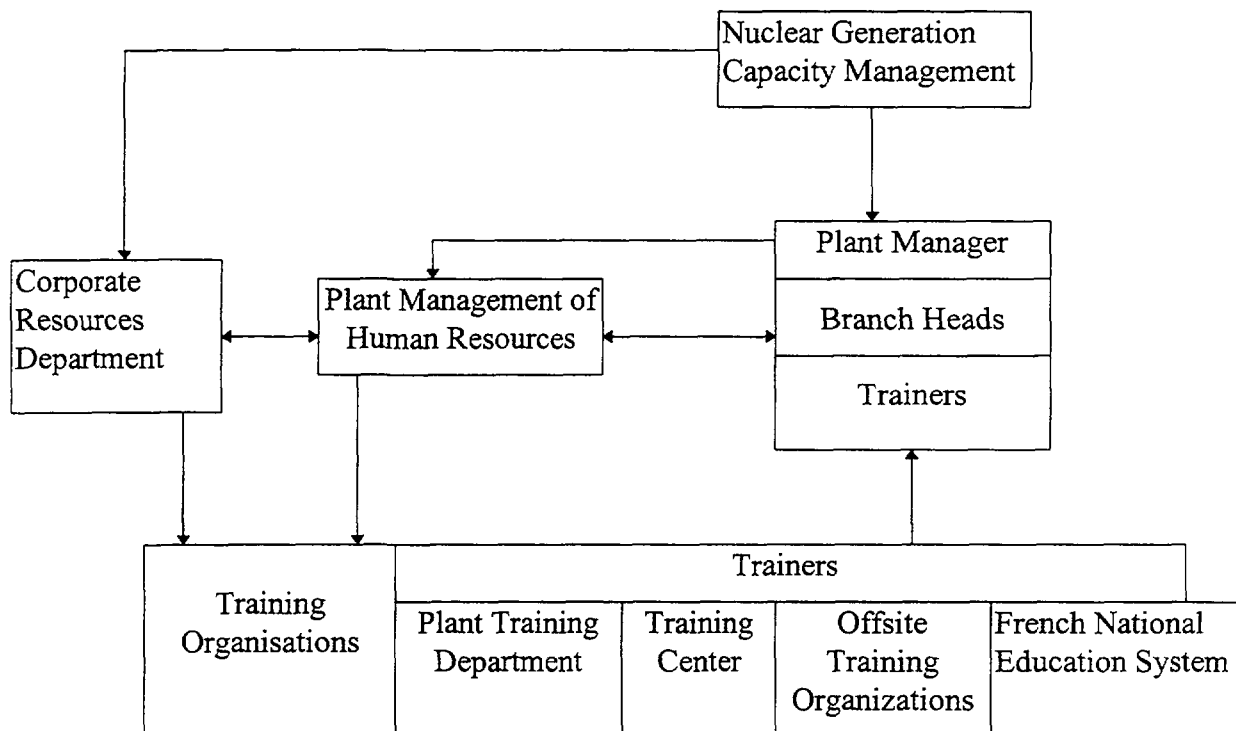 Nuclear Generation
Capacity Management
Plant Manager
Corporate
Resources
Department
Plant Management of
Human Resources
Branch Heads
Trainers
Training
Organisations
Trainers
Plant Training
Department
Training
Center
Offsite
Training
Organizations
French National
Education System